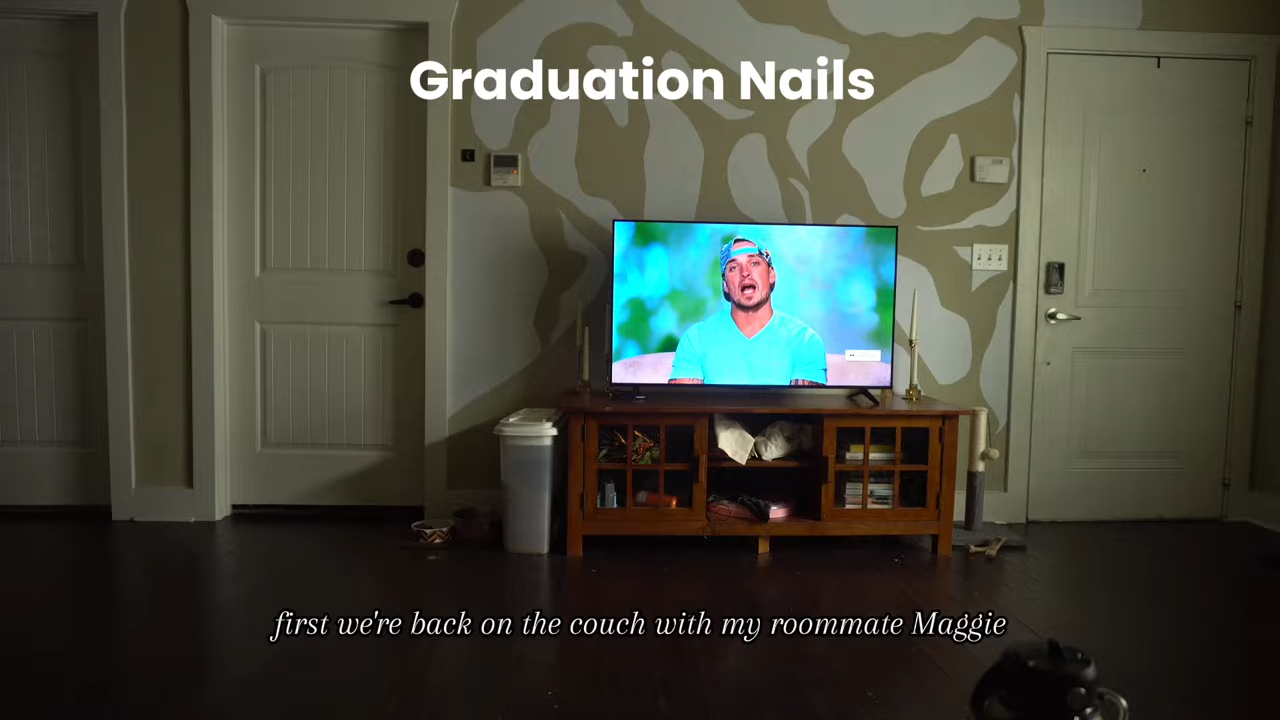 Graduation Nails
first we're back on the couch with my roommate Maggie